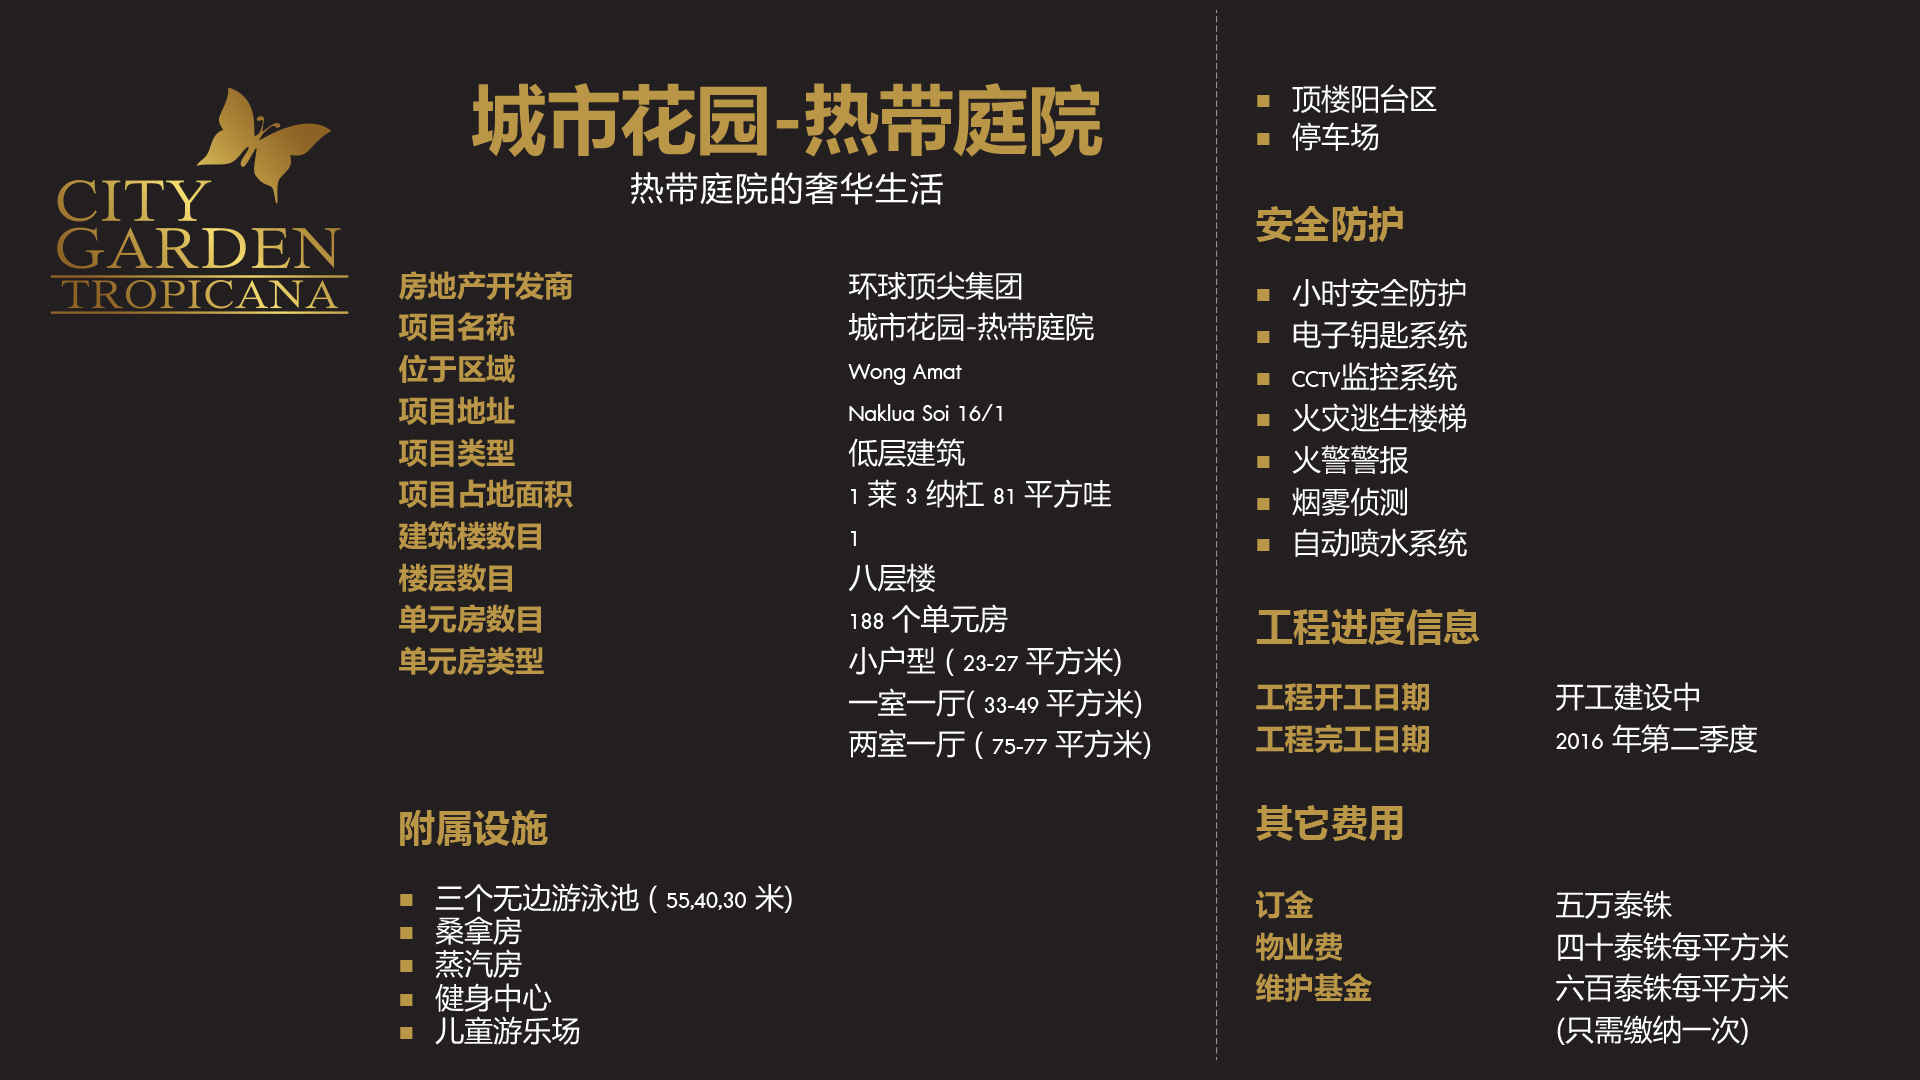 CITY
GARDEN
TROPICANA
城市花园-热带庭院
热带庭院的奢华生活
房地产开发商 环球顶尖集团
项目名称 城市花园-热带庭院
位于区域 Wong Amat
项目地址 Naklua Soi 16/1
项目类型 低层建筑
项目占地面积 1 莱 3 纳杠 81 平方哇
建筑楼数目 1
楼层数目 八层楼
单元房数目 188 个单元房
单元房类型 小户型 ( 23-27 平方米)
一室一厅( 33-49 平方米)
两室一厅 ( 75-77 平方米)
附属设施
■ 三个无边游泳池 ( 55,40,30 米)
■ 桑拿房
■ 蒸汽房
■ 健身中心
■ 儿童游乐场
■ 顶楼阳台区
■ 停车场
安全防护
■ 小时安全防护
■ 电子钥匙系统
■ CCTV监控系统
■ 火灾逃生楼梯
■ 火警警报
■ 烟雾侦测
■ 自动喷水系统
工程进度信息
工程开工日期 开工建设中
工程完工日期 2016 年第二季度
其它费用
订金 五万泰铢
物业费 四十泰铢每平方米
维护基金 六百泰铢每平方米
(只需缴纳一次)